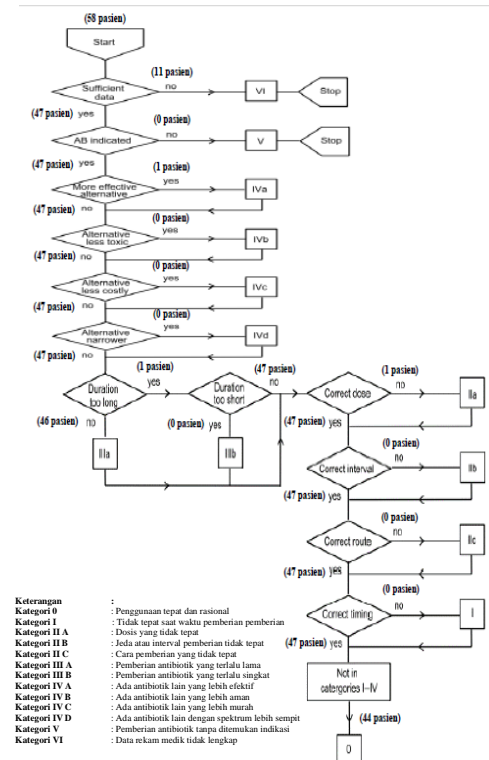 (58 pasien)
Start
(11 pasien)
Sufficient
data
no
VI
Stop
(47 pasien) yes
(0 pasien)
AB indicated
no
V
Stop
(47 pasien) yes
(1 pasien)
More effective
alternative
yes
IVa
(47 pasien) no
(0 pasien)
Alternative
less toxic
yes
IVb
(47 pasien) no
(0 pasien)
Alternative
less costly
yes
IVc
(47 pasien) no
(0 pasien)
Alternative
narrower
yes
IVd
(47 pasien) no
(1 pasien)
(47 pasien)
(1 pasien)
Duration
too long
yes
Duration
too short
no
Correct dose
no
IIa
(46 pasien) no
(0 pasien) yes
(47 pasien) yes
IIIa
IIIb
(0 pasien)
Correct interval
no
IIb
(47 pasien) yes
(0 pasien)
Correct route
no
IIc
(47 pasien) yes
(0 pasien)
Correct timing
no
I
(47 pasien) yes
Not in
catergories I–IV
(44 pasien)
0
Keterangan :
Kategori 0 : Penggunaan tepat dan rasional
Kategori I : Tidak tepat saat waktu pemberian pemberian
Kategori II A : Dosis yang tidak tepat
Kategori II B : Jeda atau interval pemberian tidak tepat
Kategori II C : Cara pemberian yang tidak tepat
Kategori III A : Pemberian antibiotik yang terlalu lama
Kategori III B : Pemberian antibiotik yang terlalu singkat
Kategori IV A : Ada antibiotik lain yang lebih efektif
Kategori IV B : Ada antibiotik lain yang lebih aman
Kategori IV C : Ada antibiotik lain yang lebih murah
Kategori IV D : Ada antibiotik lain dengan spektrum lebih sempit
Kategori V : Pemberian antibiotik tanpa ditemukan indikasi
Kategori VI : Data rekam medik tidak lengkap